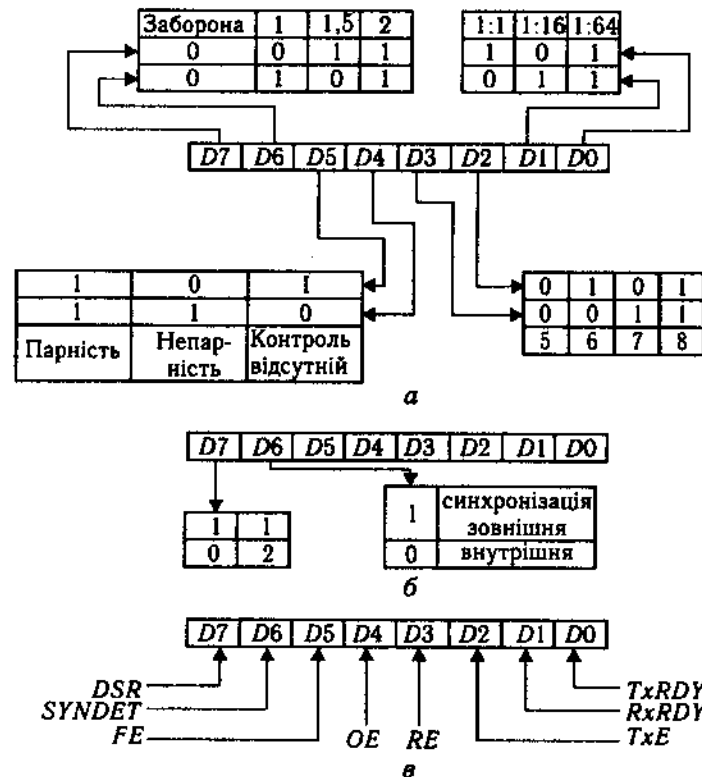 Заборона 1 1,5 2
0 0 1 1
0 1 0 1
1:1 1:16 1:64
1 0 1
0 1 1
D7 D6 D5 D4 D3 D2 D1 D0
1 0 1
1 1 0
Парність Непар-ність Контроль відсутній
0 1 0 1
0 0 1 1
5 6 7 8
а
D7 D6 D5 D4 D3 D2 D1 D0
1 1
0 2
1 синхронізація зовнішня
0 внутрішня
б
D7 D6 D5 D4 D3 D2 D1 D0
DSR
SYNDET
FE
OE
RE
TxRDY
RxRDY
TxE
в